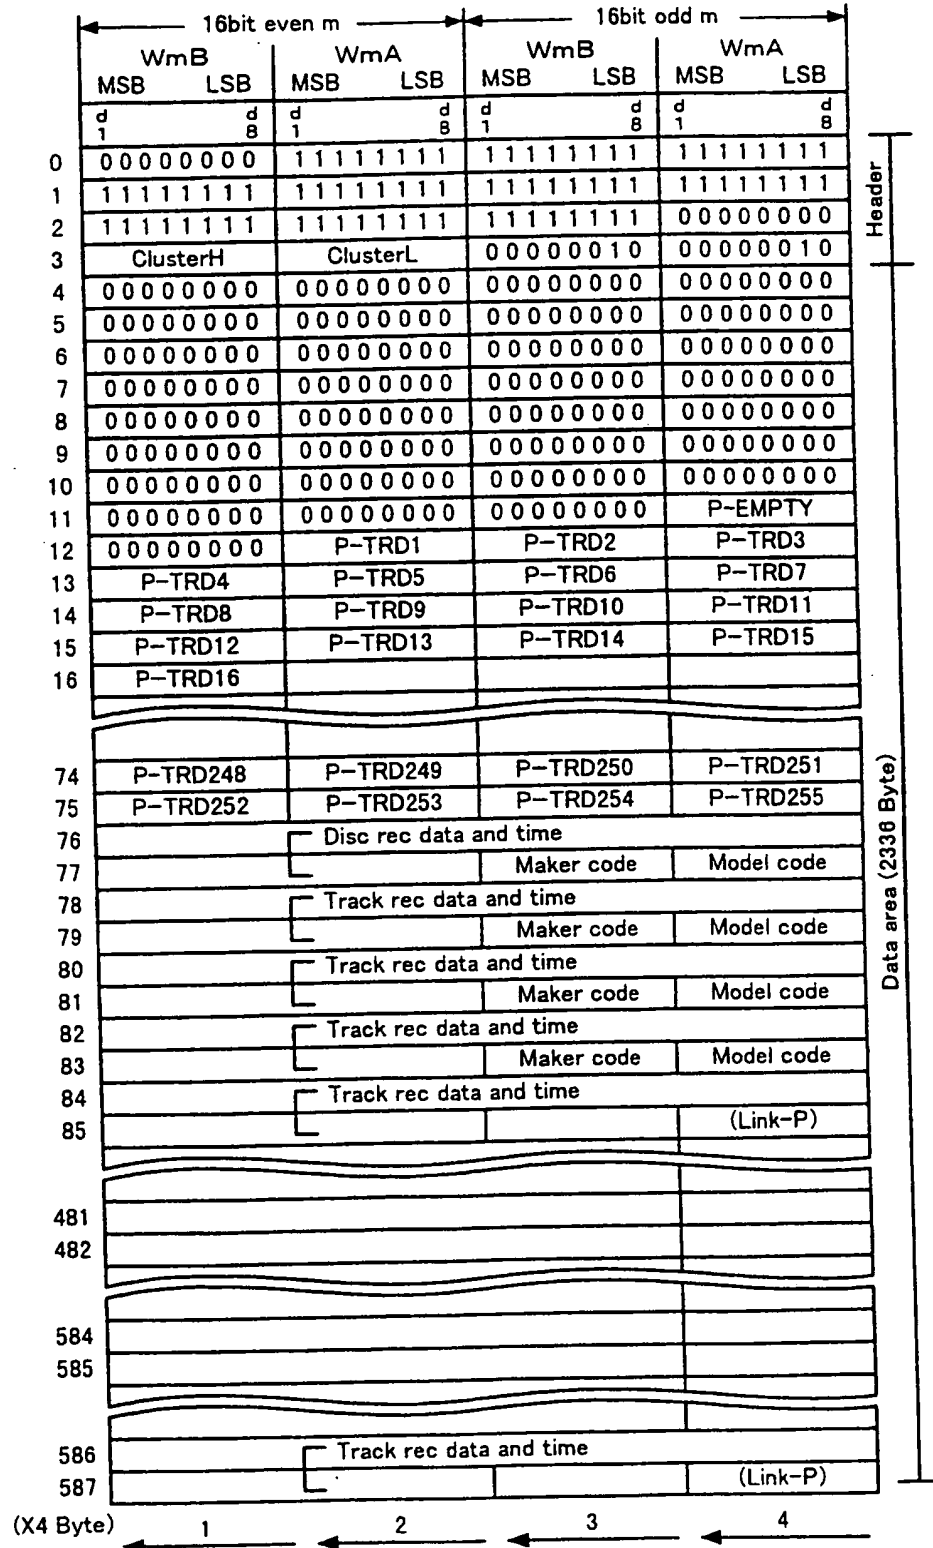 16bit even m 16bit odd m
WmB WmA WmB WmA
MSB LSB MSB LSB MSB LSB MSB LSB
d1 d8 d1 d8 d1 d8 d1 d8
0 00000000 11111111 11111111 11111111
1 11111111 11111111 11111111 11111111
2 11111111 11111111 11111111 00000000
3 ClusterH ClusterL 00000010 00000010
Header
4 00000000 00000000 00000000 00000000
5 00000000 00000000 00000000 00000000
6 00000000 00000000 00000000 00000000
7 00000000 00000000 00000000 00000000
8 00000000 00000000 00000000 00000000
9 00000000 00000000 00000000 00000000
10 00000000 00000000 00000000 00000000
11 00000000 00000000 00000000 P-EMPTY
12 00000000 P-TRD1 P-TRD2 P-TRD3
13 P-TRD4 P-TRD5 P-TRD6 P-TRD7
14 P-TRD8 P-TRD9 P-TRD10 P-TRD11
15 P-TRD12 P-TRD13 P-TRD14 P-TRD15
16 P-TRD16
74 P-TRD248 P-TRD249 P-TRD250 P-TRD251
75 P-TRD252 P-TRD253 P-TRD254 P-TRD255
76 Disc rec data and time
77 Maker code Model code
78 Track rec data and time
79 Maker code Model code
80 Track rec data and time
81 Maker code Model code
82 Track rec data and time
83 Maker code Model code
84 Track rec data and time
85 (Link-P)
Data area (2336 Byte)
481
482
584
585
586 Track rec data and time
587 (Link-P)
(X4 Byte) 1 2 3 4